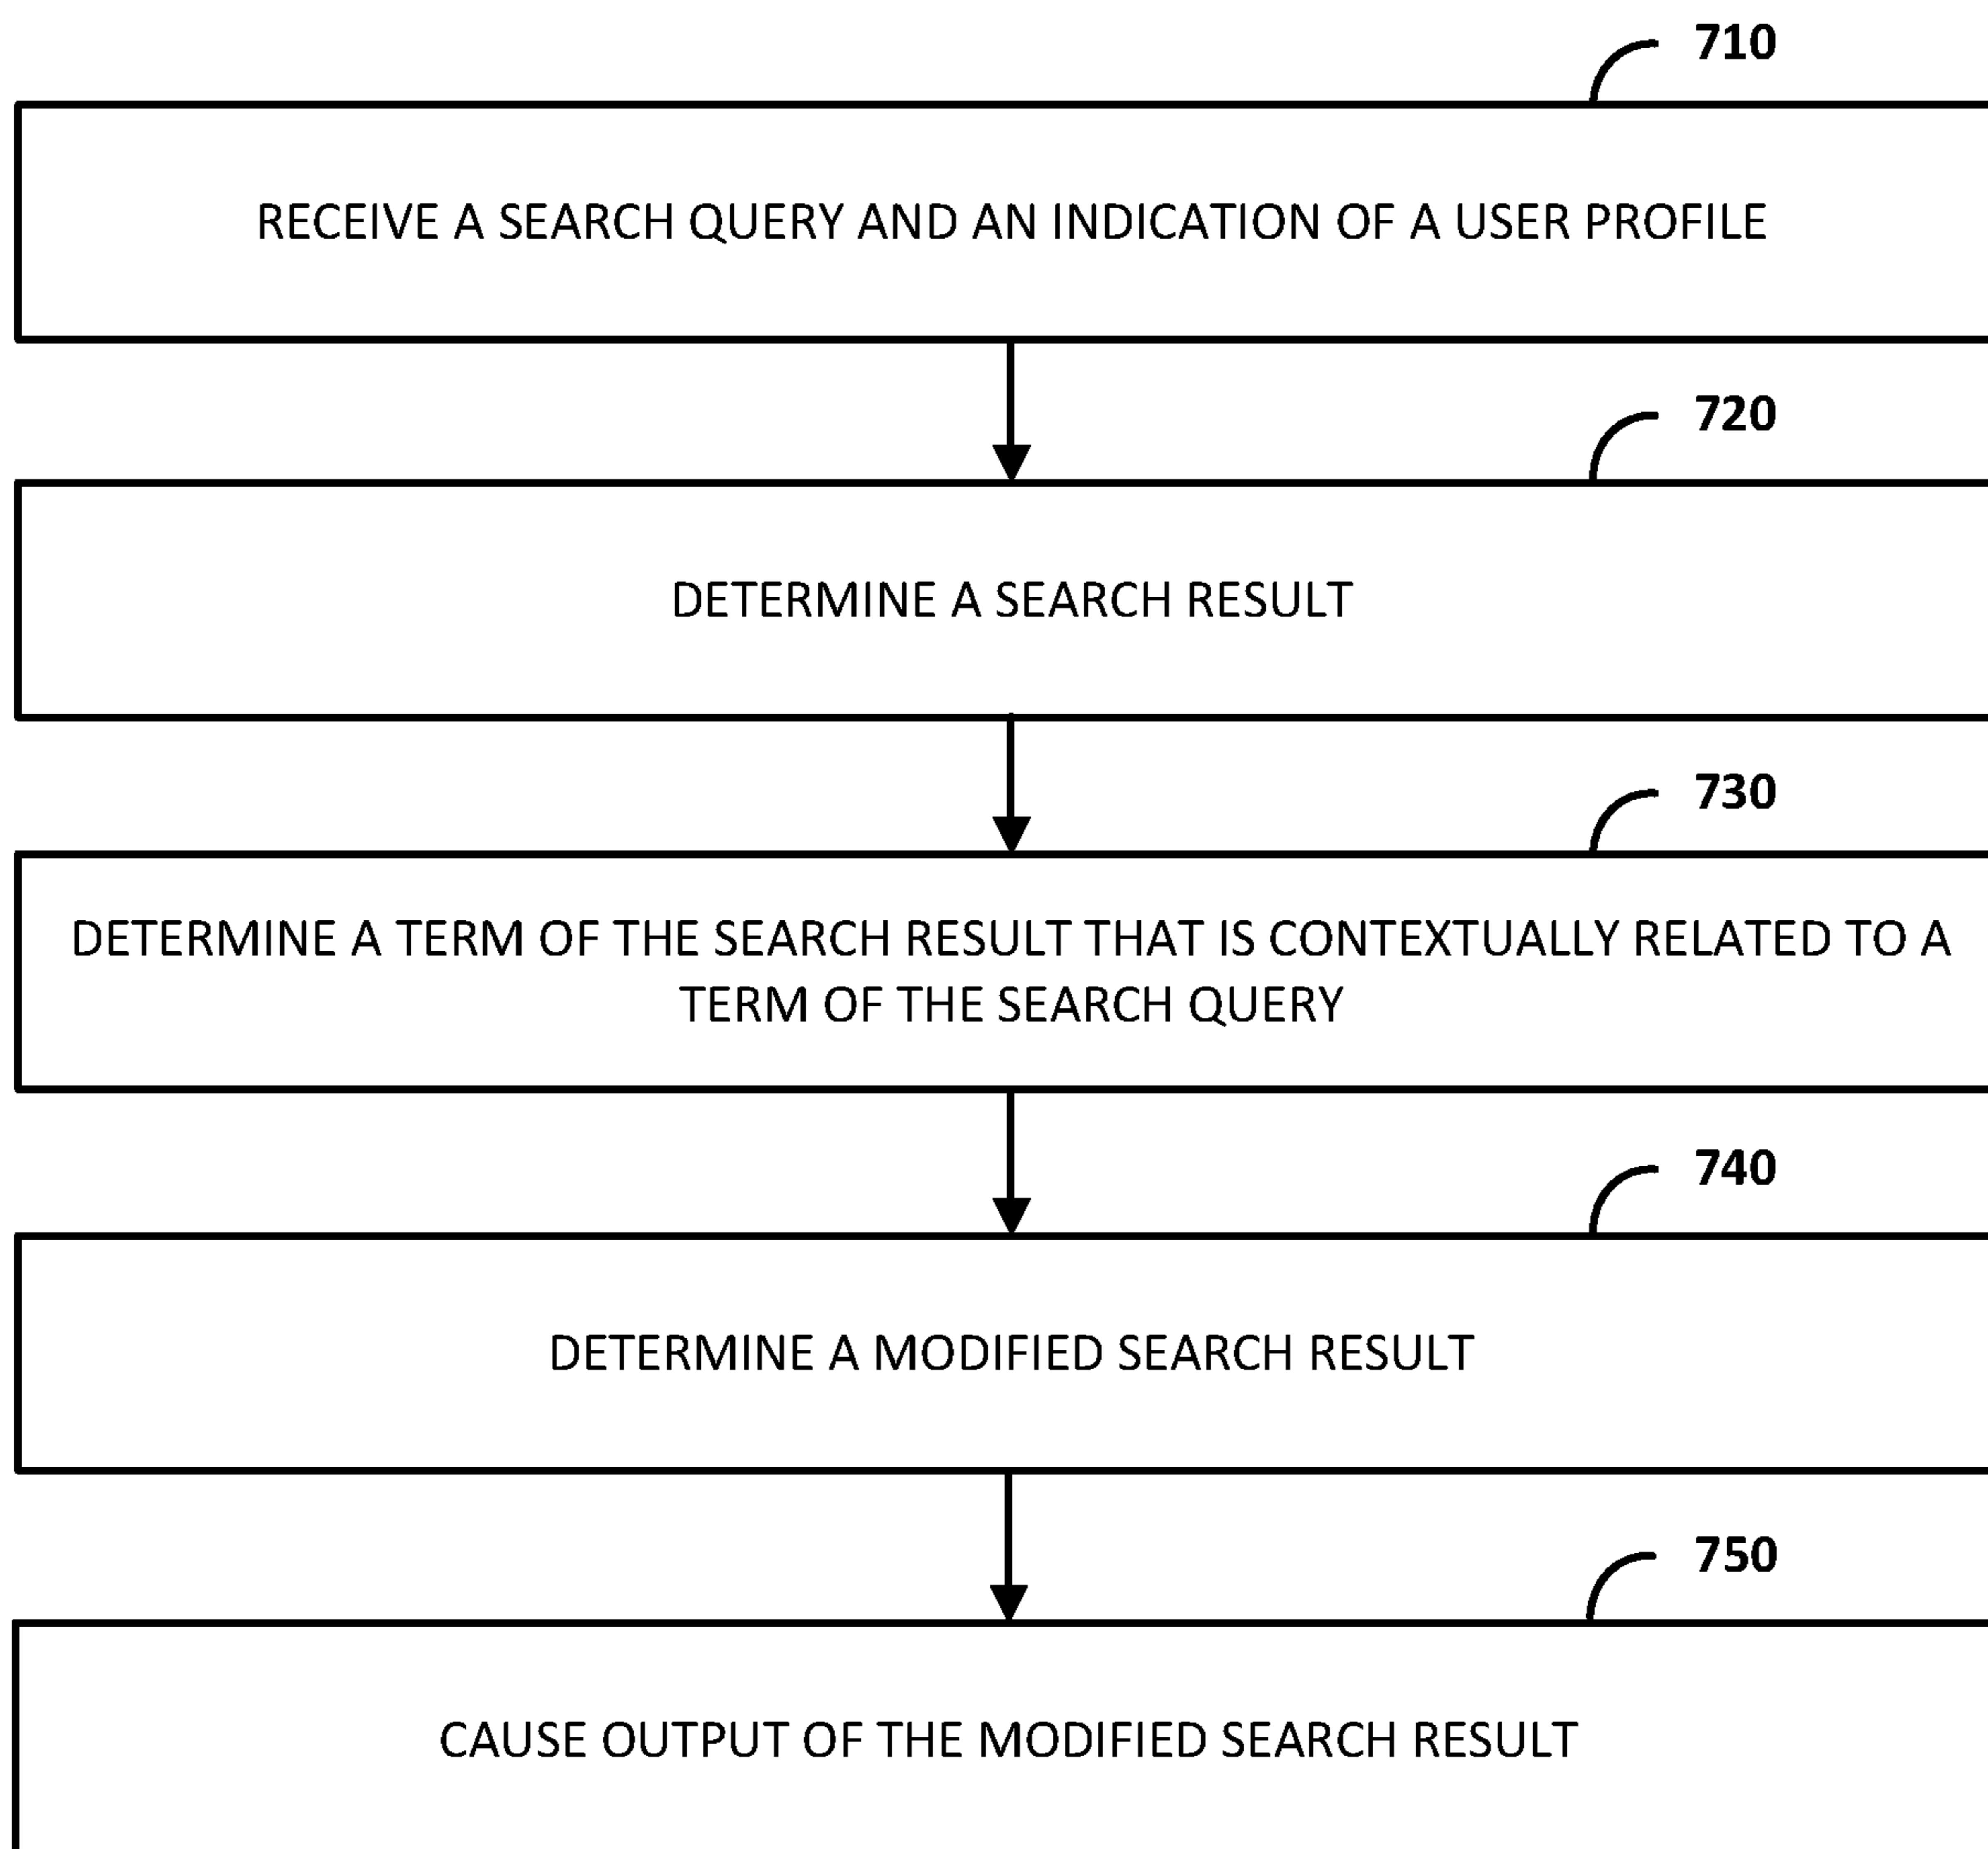 710
RECEIVE A SEARCH QUERY AND AN INDICATION OF A USER PROFILE
720
DETERMINE A SEARCH RESULT
730
DETERMINE A TERM OF THE SEARCH RESULT THAT IS CONTEXTUALLY RELATED TO A
TERM OF THE SEARCH QUERY
740
DETERMINE A MODIFIED SEARCH RESULT
750
CAUSE OUTPUT OF THE MODIFIED SEARCH RESULT